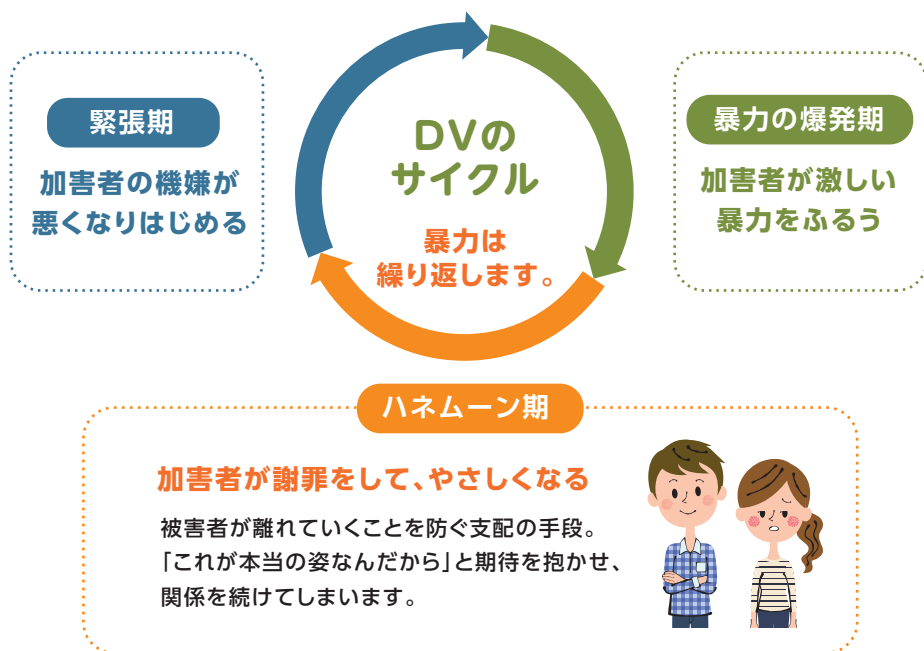 DVの
サイクル
暴力は
繰り返します。
緊張期
加害者の機嫌が
悪くなりはじめる
暴力の爆発期
加害者が激しい
暴力をふるう
ハネムーン期
加害者が謝罪をして、やさしくなる
被害者が離れていくことを防ぐ支配の手段。
「これが本当の姿なんだから」と期待を抱かせ、
関係を続けてしまいます。